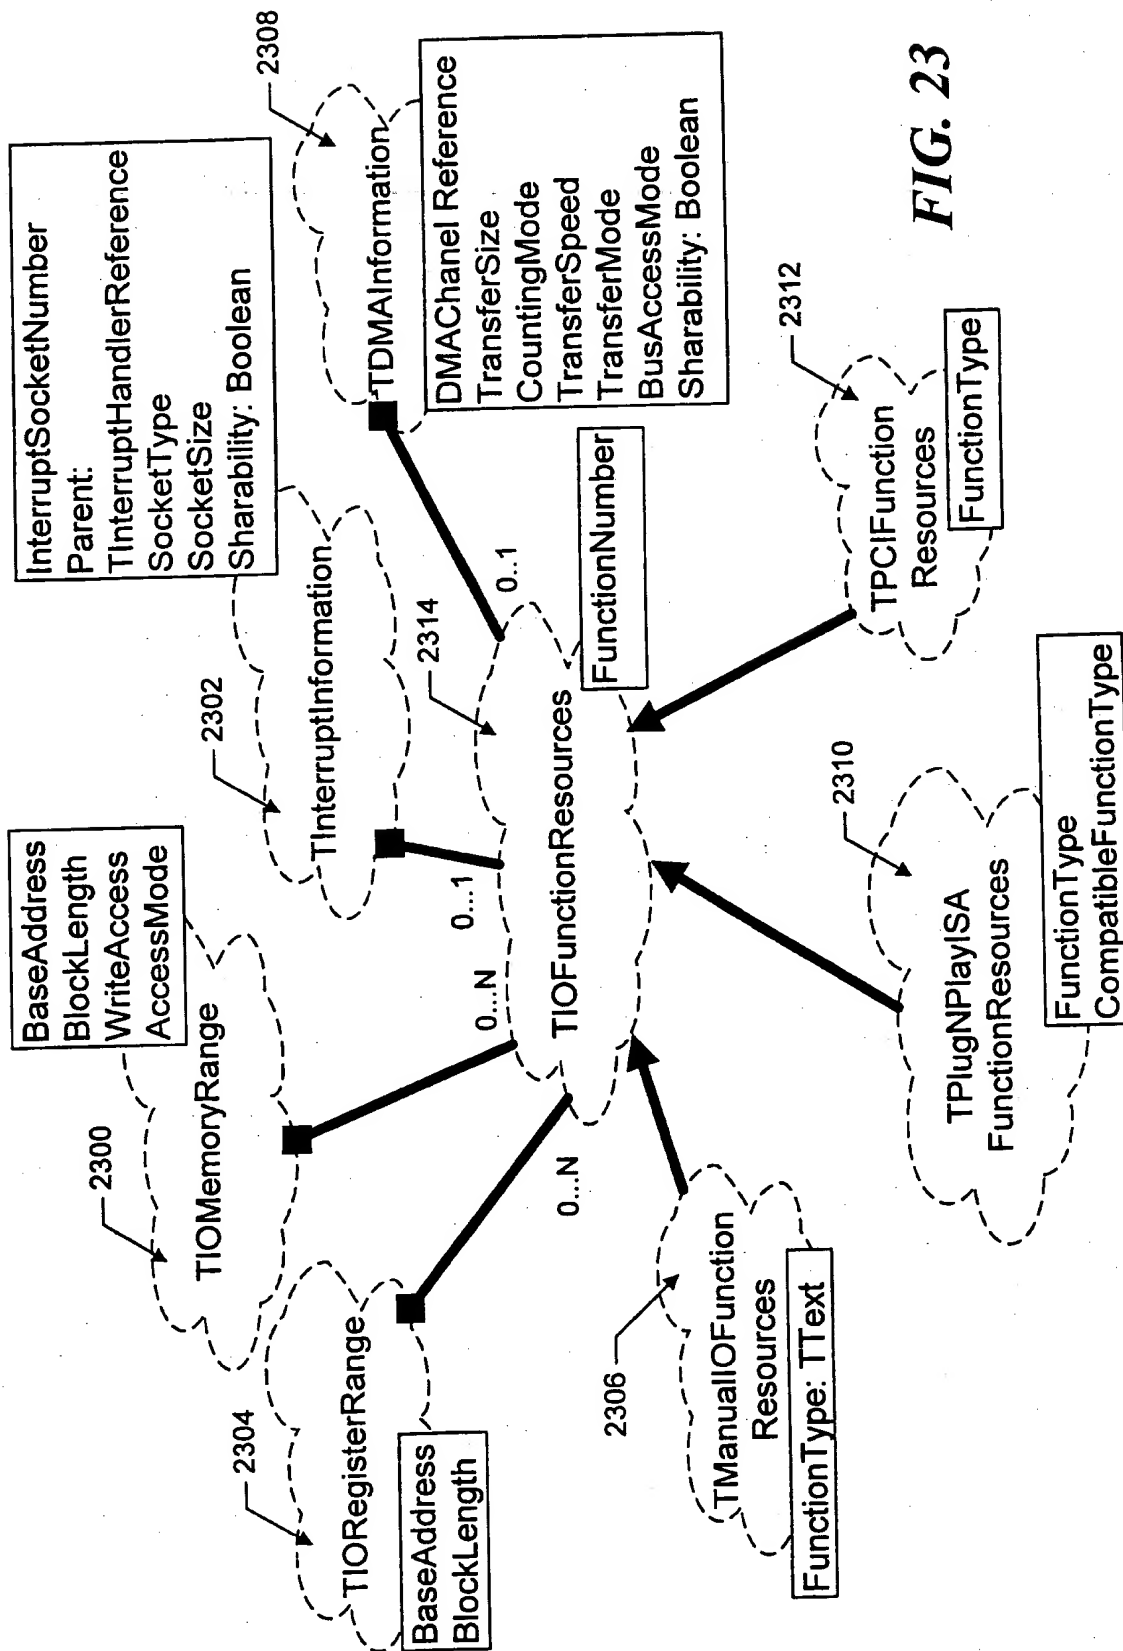 2304
TIORegisterRange
BaseAddress
BlockLength
2300
TIOMemoryRange
BaseAddress
BlockLength
WriteAccess
AccessMode
2302
TInterruptInformation
InterruptSocketNumber
Parent:
TInterruptHandlerReference
SocketType
SocketSize
Sharability: Boolean
2308
TDMAInformation
DMAChannel Reference
TransferSize
CountingMode
TransferSpeed
TransferMode
BusAccessMode
Sharability: Boolean
0...N
0...N
0...1
0..1
2314
TIOFunctionResources
FunctionNumber
2306
TManualIOFunction
Resources
FunctionType: TText
2310
TPlugNPlayISA
FunctionResources
FunctionType
CompatibleFunctionType
2312
TPCIFunction
Resources
FunctionType
FIG. 23